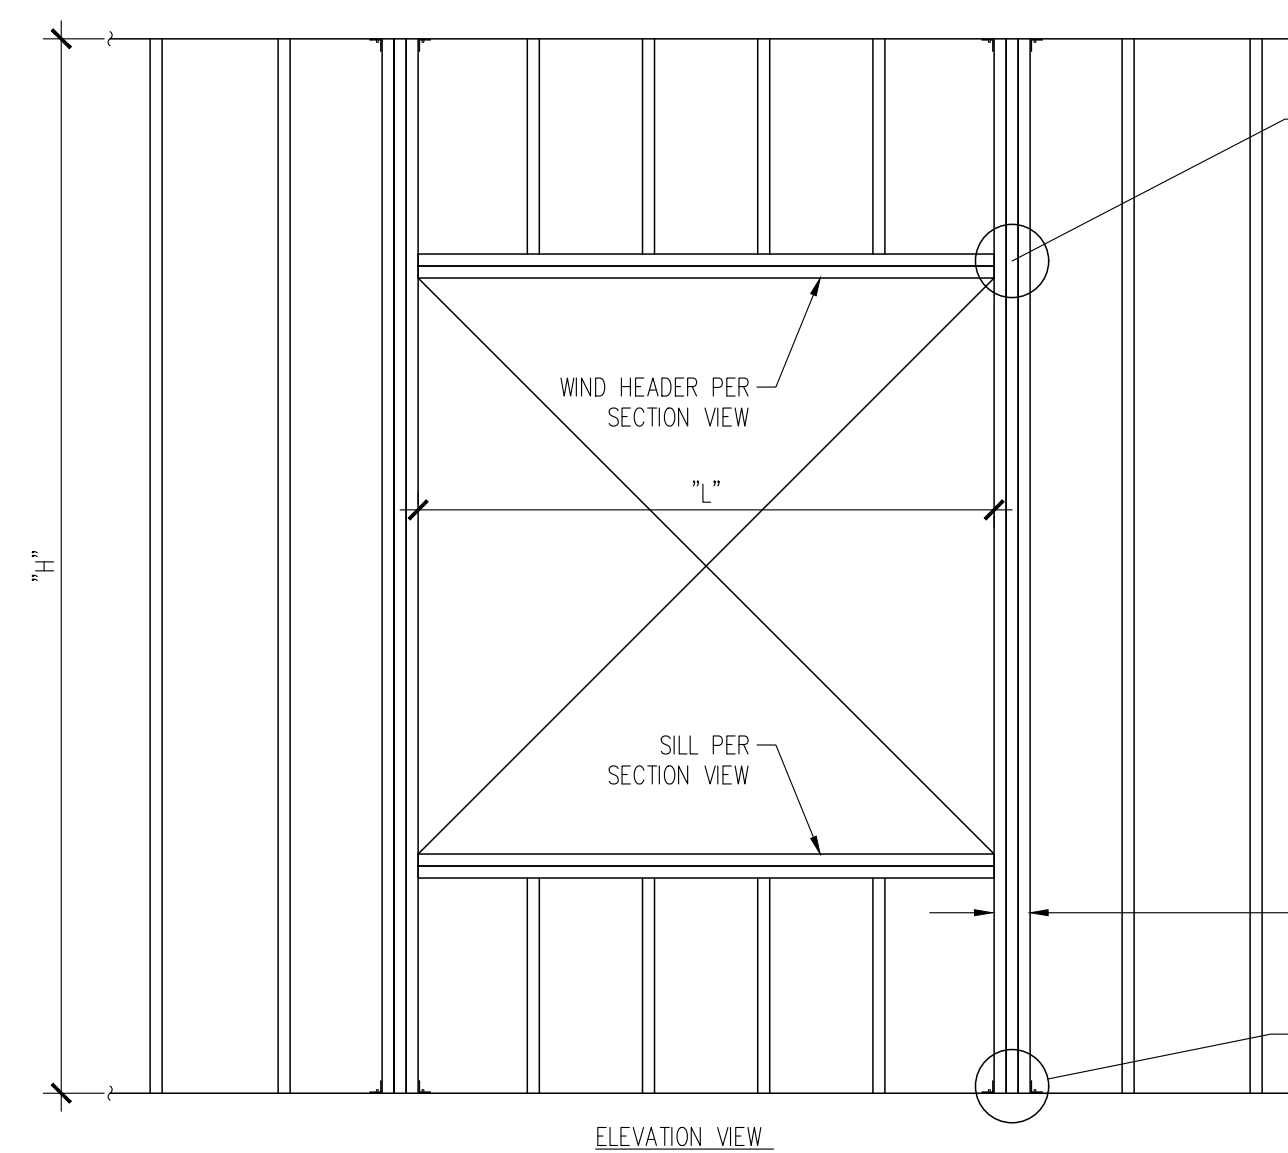 WIND HEADER PER
SECTION VIEW
"L"
"H"
SILL PER
SECTION VIEW
ELEVATION VIEW